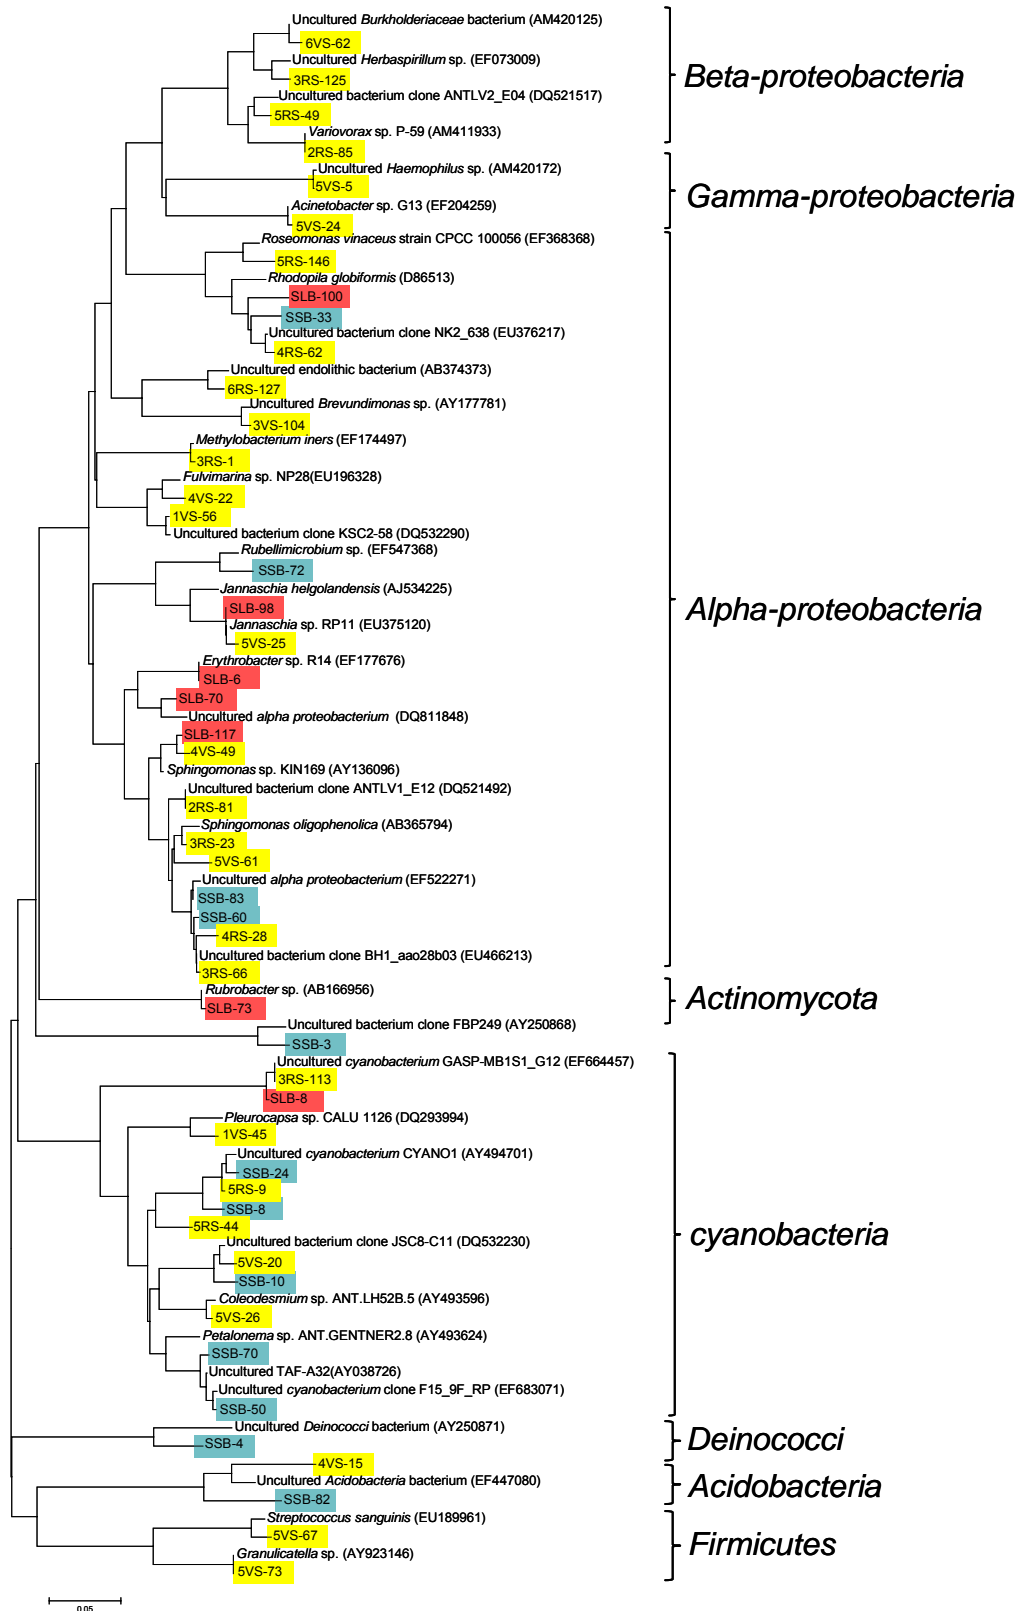 Uncultured Burkholderiaceae bacterium (AM420125)
6VS-62
Uncultured Herbaspirillum sp. (EF073009)
3RS-125
Uncultured bacterium clone ANTLV2_E04 (DQ521517)
5RS-49
Variovorax sp. P-59 (AM411933)
2RS-85
Beta-proteobacteria
Uncultured Haemophilus sp. (AM420172)
5VS-5
Acinetobacter sp. G13 (EF204259)
5VS-24
Gamma-proteobacteria
Roseomonas vinaceus strain CPCC 100056 (EF368368)
5RS-146
Rhodopila globiformis (D86513)
SLB-100
SSB-33
Uncultured bacterium clone NK2_638 (EU376217)
4RS-62
Uncultured endolithic bacterium (AB374373)
6RS-127
Uncultured Brevundimonas sp. (AY177781)
3VS-104
Methylobacterium iners (EF174497)
3RS-1
Fulvimarina sp. NP28(EU196328)
4VS-22
1VS-56
Uncultured bacterium clone KSC2-58 (DQ532290)
Rubellimicrobium sp. (EF547368)
SSB-72
Jannaschia helgolandensis (AJ534225)
SLB-98
Jannaschia sp. RP11 (EU375120)
5VS-25
Erythrobacter sp. R14 (EF177676)
SLB-6
SLB-70
Uncultured alpha proteobacterium (DQ811848)
SLB-117
4VS-49
Sphingomonas sp. KIN169 (AY136096)
Uncultured bacterium clone ANTLV1_E12 (DQ521492)
2RS-81
Sphingomonas oligophenolica (AB365794)
3RS-23
5VS-61
Uncultured alpha proteobacterium (EF522271)
SSB-83
SSB-60
4RS-28
Uncultured bacterium clone BH1_aao28b03 (EU466213)
3RS-66
Alpha-proteobacteria
Rubrobacter sp. (AB166956)
SLB-73
Actinomycota
Uncultured bacterium clone FBP249 (AY250868)
SSB-3
Uncultured cyanobacterium GASP-MB1S1_G12 (EF664457)
3RS-113
SLB-8
Pleurocapsa sp. CALU 1126 (DQ293994)
1VS-45
Uncultured cyanobacterium CYANO1 (AY494701)
SSB-24
5RS-9
SSB-8
5RS-44
Uncultured bacterium clone JSC8-C11 (DQ532230)
5VS-20
SSB-10
Coleodesmium sp. ANT.LH52B.5 (AY493596)
5VS-26
Petalonema sp. ANT.GENTNER2.8 (AY493624)
SSB-70
Uncultured TAF-A32(AY038726)
Uncultured cyanobacterium clone F15_9F_RP (EF683071)
SSB-50
cyanobacteria
Uncultured Deinococci bacterium (AY250871)
SSB-4
Deinococci
4VS-15
Uncultured Acidobacteria bacterium (EF447080)
SSB-82
Acidobacteria
Streptococcus sanguinis (EU189961)
5VS-67
Granulicatella sp. (AY923146)
5VS-73
Firmicutes
0.05